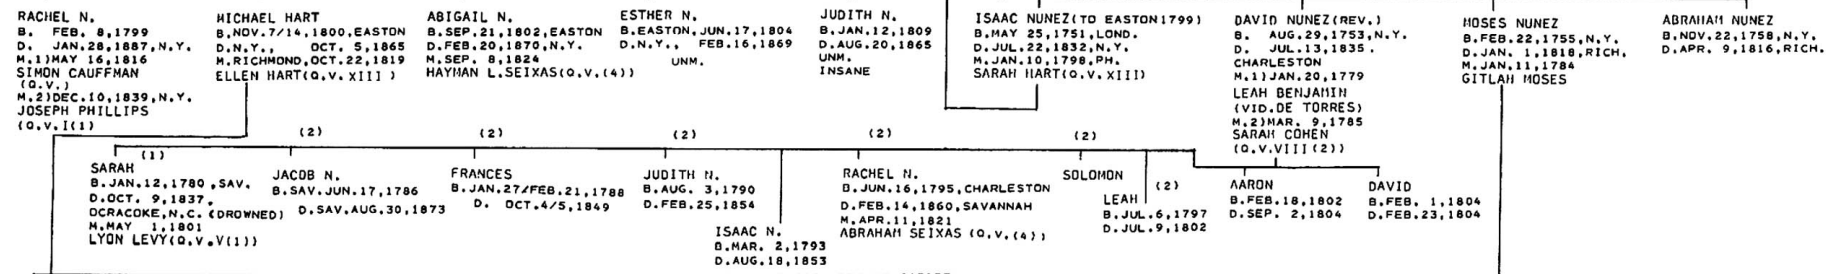 RACHEL N.
B. FEB. 8,1799
D. JAN.28,1887,N.Y.
M.1)MAY 16,1816
SIMON CAUFFMAN
(Q.V.)
M.2)DEC.10,1839,N.Y.
JOSEPH PHILLIPS
(Q.V.I(1)
MICHAEL HART
B.NOV.7/14,1800,EASTON
D.N.Y., OCT. 5,1865
M.RICHMOND,OCT.22,1819
ELLEN HART(Q.V. XIII )
ABIGAIL N.
B.SEP.21,1802,EASTON
D.FEB.20,1870,N.Y.
M.SEP. 8,1824
HAYMAN L.SEIXAS(Q.V.(4))
ESTHER N.
B.EASTON,JUN.17,1804
D.N.Y., FEB.16,1869
UNM.
JUDITH N.
B.JAN.12,1809
D.AUG.20,1865
UNM.
INSANE
ISAAC NUNEZ(TO EASTON1799)
B.MAY 25,1751,LOND.
D.JUL.22,1832,N.Y.
M.JAN.10,1798,PH.
SARAH HART(Q.V. XIII)
DAVID NUNEZ(REV.)
B. AUG.29,1753,N.Y.
D. JUL.13,1835.
CHARLESTON
M.1)JAN.20,1779
LEAH BENJAMIN
(VID.DE TORRES)
M.2)MAR. 9,1785
SARAH COHEN
(Q.V.VIII(2))
MOSES NUNEZ
B.FEB.22,1755,N.Y.
D.JAN. 1,1818,RICH.
M.JAN.11,1784
GITLAH MOSES
ABRAHAM NUNEZ
B.NOV.22,1758,N.Y.
D.APR. 9,1816,RICH.
(1)
SARAH
B.JAN.12,1780 ,SAV.
D.OCT. 9,1837,
OCRACOKE,N.C.(DROWNED)
M.MAY 1,1801
LYON LEVY(Q.V.V(1))
(2)
JACOB N.
B.SAV.JUN.17,1786
D.SAV.AUG.30,1873
(2)
FRANCES
B.JAN.27/FEB.21,1788
D. OCT.4/5,1849
(2)
JUDITH N.
B.AUG. 3,1790
D.FEB.25,1854
ISAAC N.
B.MAR. 2,1793
D.AUG.18,1853
(2)
RACHEL N.
B.JUN.16,1795,CHARLESTON
D.FEB.14,1860,SAVANNAH
M.APR.11,1821
ABRAHAM SEIXAS (Q.V.(4))
(2)
SOLOMON
(2)
LEAH
B.JUL.6,1797
D.JUL.9,1802
AARON
B.FEB.18,1802
D.SEP. 2,1804
DAVID
B.FEB. 1,1804
D.FEB.23,1804